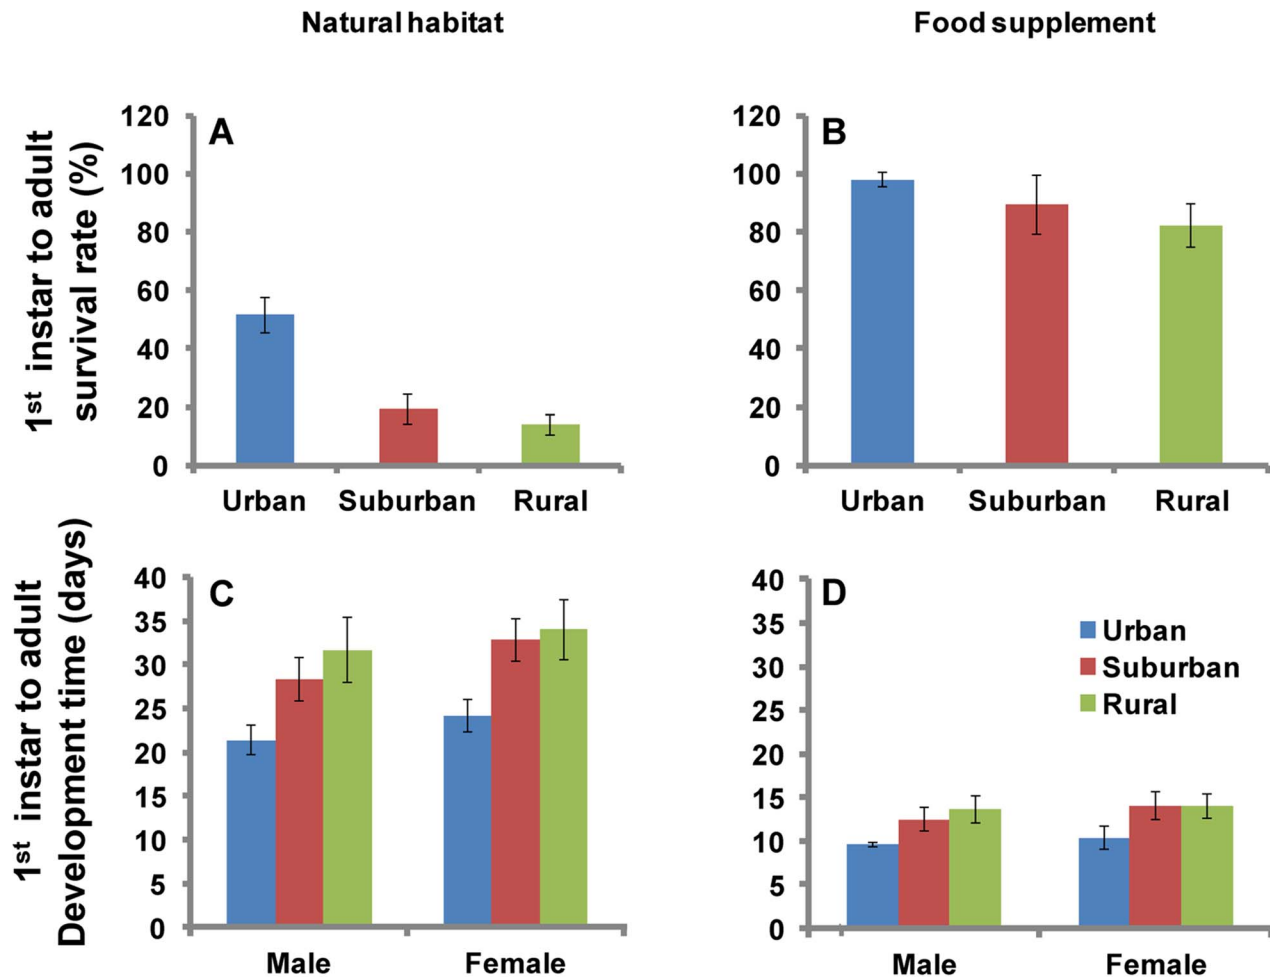 Natural habitat
Food supplement
1st instar to adult
survival rate (%)
A
120
100
80
60
40
20
0
Urban Suburban Rural
B
120
100
80
60
40
20
0
Urban Suburban Rural
1st instar to adult
Development time (days)
C
40
35
30
25
20
15
10
5
0
Male Female
D
40
35
30
25
20
15
10
5
0
Urban
Suburban
Rural
Male Female